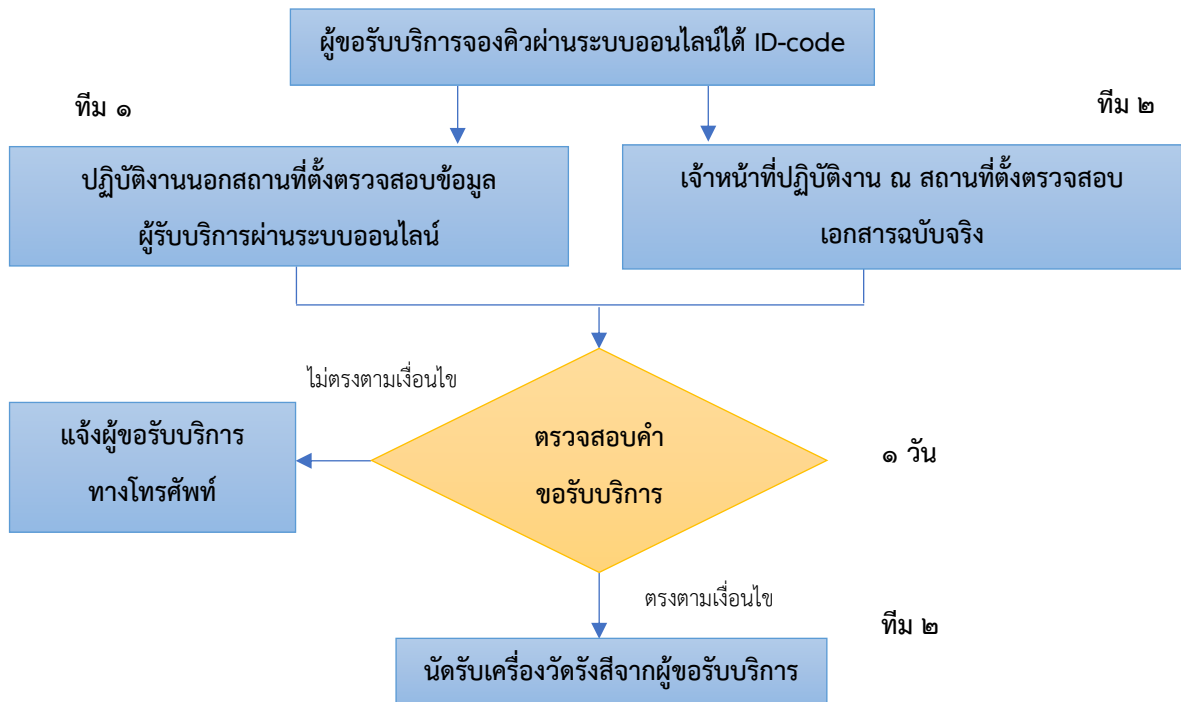 ผู้ขอรับบริการจองคิวผ่านระบบออนไลน์ได้ ID-code
ทีม ๑
ทีม ๒
ปฏิบัติงานนอกสถานที่ตั้งตรวจสอบข้อมูล
ผู้รับบริการผ่านระบบออนไลน์
เจ้าหน้าที่ปฏิบัติงาน ณ สถานที่ตั้งตรวจสอบ
เอกสารฉบับจริง
ไม่ตรงตามเงื่อนไข
แจ้งผู้ขอรับบริการ
ทางโทรศัพท์
ตรวจสอบคำ
ขอรับบริการ
๑ วัน
ตรงตามเงื่อนไข
ทีม ๒
นัดรับเครื่องวัดรังสีจากผู้ขอรับบริการ